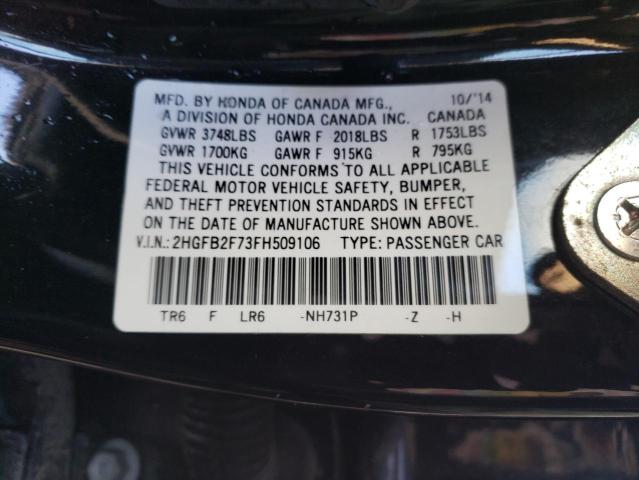 MFD. BY HONDA OF CANADA MFG., 10/'14
A DIVISION OF HONDA CANADA INC. CANADA
GVWR 3748LBS GAWR F 2018LBS R 1753LBS
GVWR 1700KG GAWR F 915KG R 795KG
THIS VEHICLE CONFORMS TO ALL APPLICABLE
FEDERAL MOTOR VEHICLE SAFETY, BUMPER,
AND THEFT PREVENTION STANDARDS IN EFFECT
ON THE DATE OF MANUFACTURE SHOWN ABOVE.
V.I.N.: 2HGFB2F73FH509106 TYPE: PASSENGER CAR
TR6 F LR6 -NH731P -Z -H